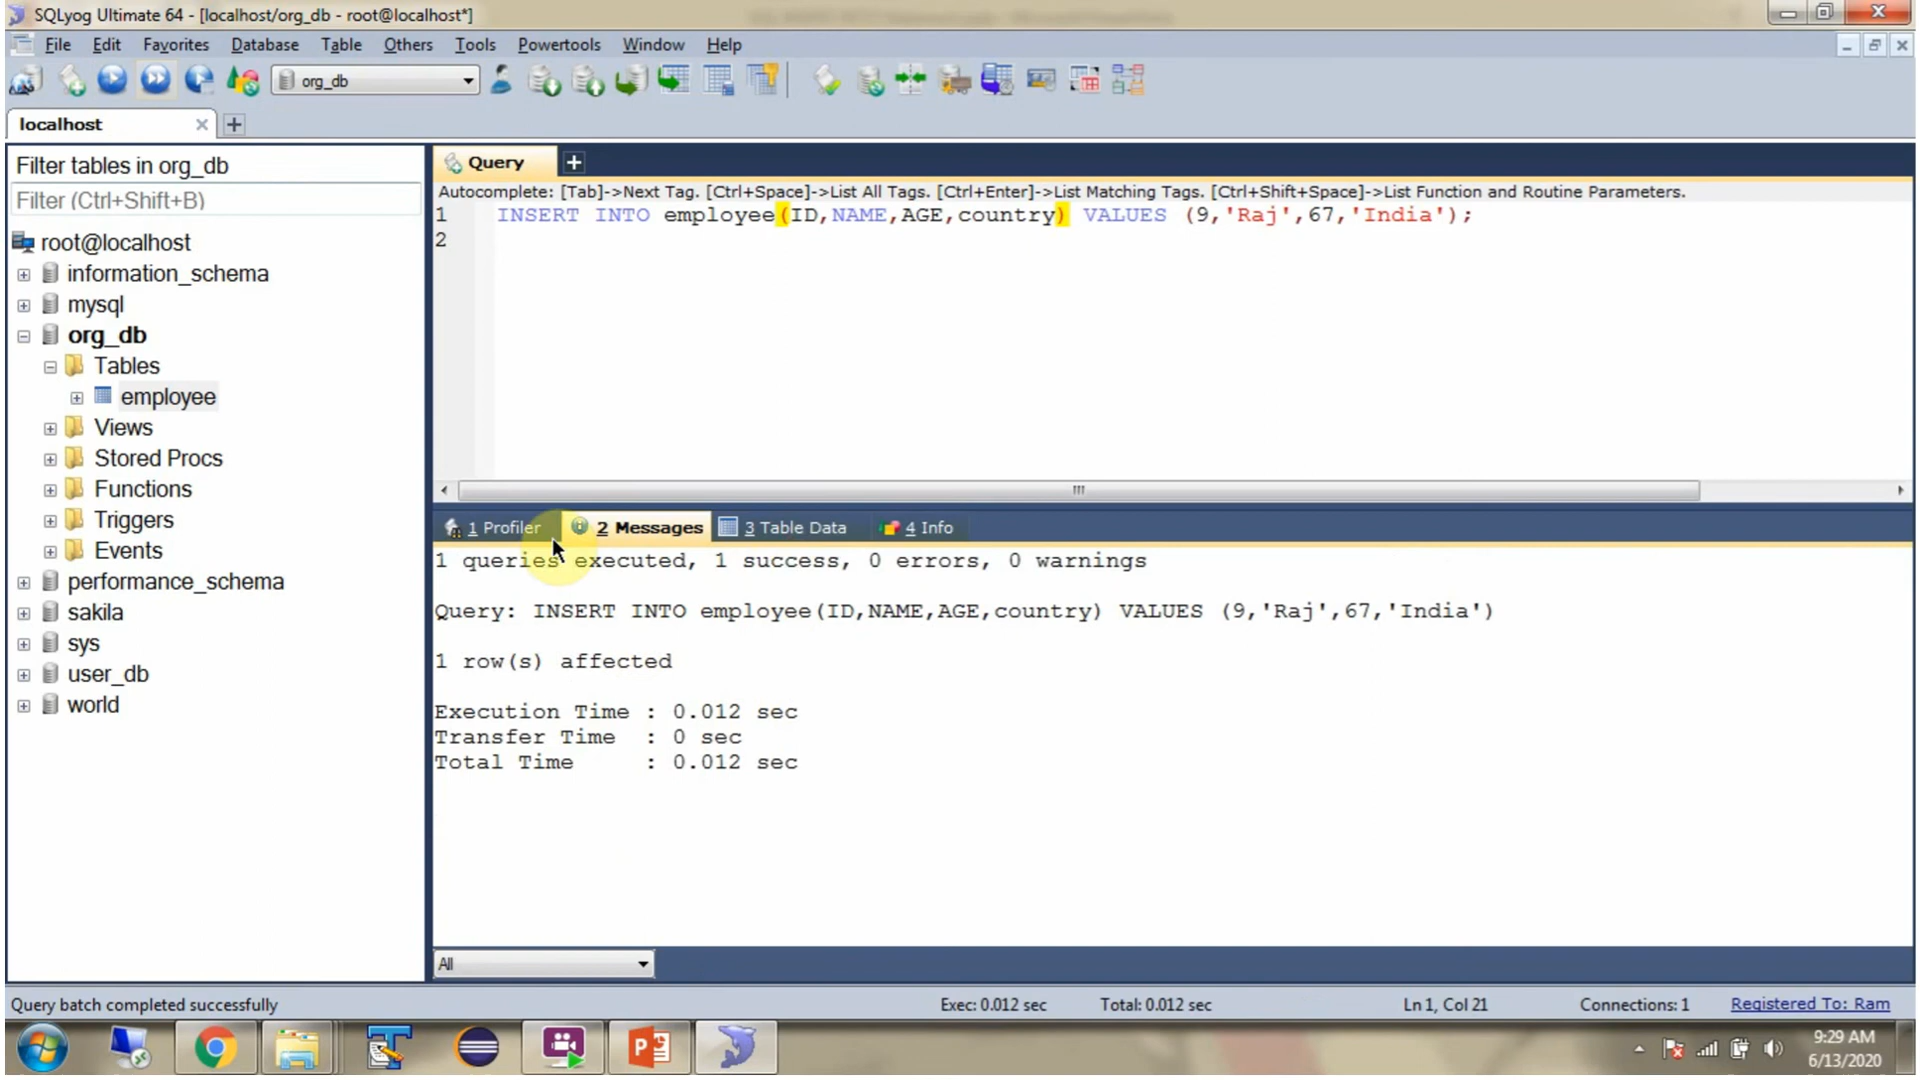 SQLyog Ultimate 64 - [localhost/org_db - root@localhost*]
File Edit Favorites Database Table Others Tools Powertools Window Help
org_db
localhost
Filter tables in org_db
Filter (Ctrl+Shift+B)
root@localhost
information_schema
mysql
org_db
Tables
employee
Views
Stored Procs
Functions
Triggers
Events
performance_schema
sakila
sys
user_db
world
Query
Autocomplete: [Tab]->Next Tag. [Ctrl+Space]->List All Tags. [Ctrl+Enter]->List Matching Tags. [Ctrl+Shift+Space]->List Function and Routine Parameters.
1 INSERT INTO employee(ID,NAME,AGE,country) VALUES (9,'Raj',67,'India');
2
1 Profiler 2 Messages 3 Table Data 4 Info
1 queries executed, 1 success, 0 errors, 0 warnings
Query: INSERT INTO employee(ID,NAME,AGE,country) VALUES (9,'Raj',67,'India')
1 row(s) affected
Execution Time : 0.012 sec
Transfer Time : 0 sec
Total Time : 0.012 sec
All
Query batch completed successfully Exec: 0.012 sec Total: 0.012 sec Ln 1, Col 21 Connections: 1 Registered To: Ram
9:29 AM
6/13/2020